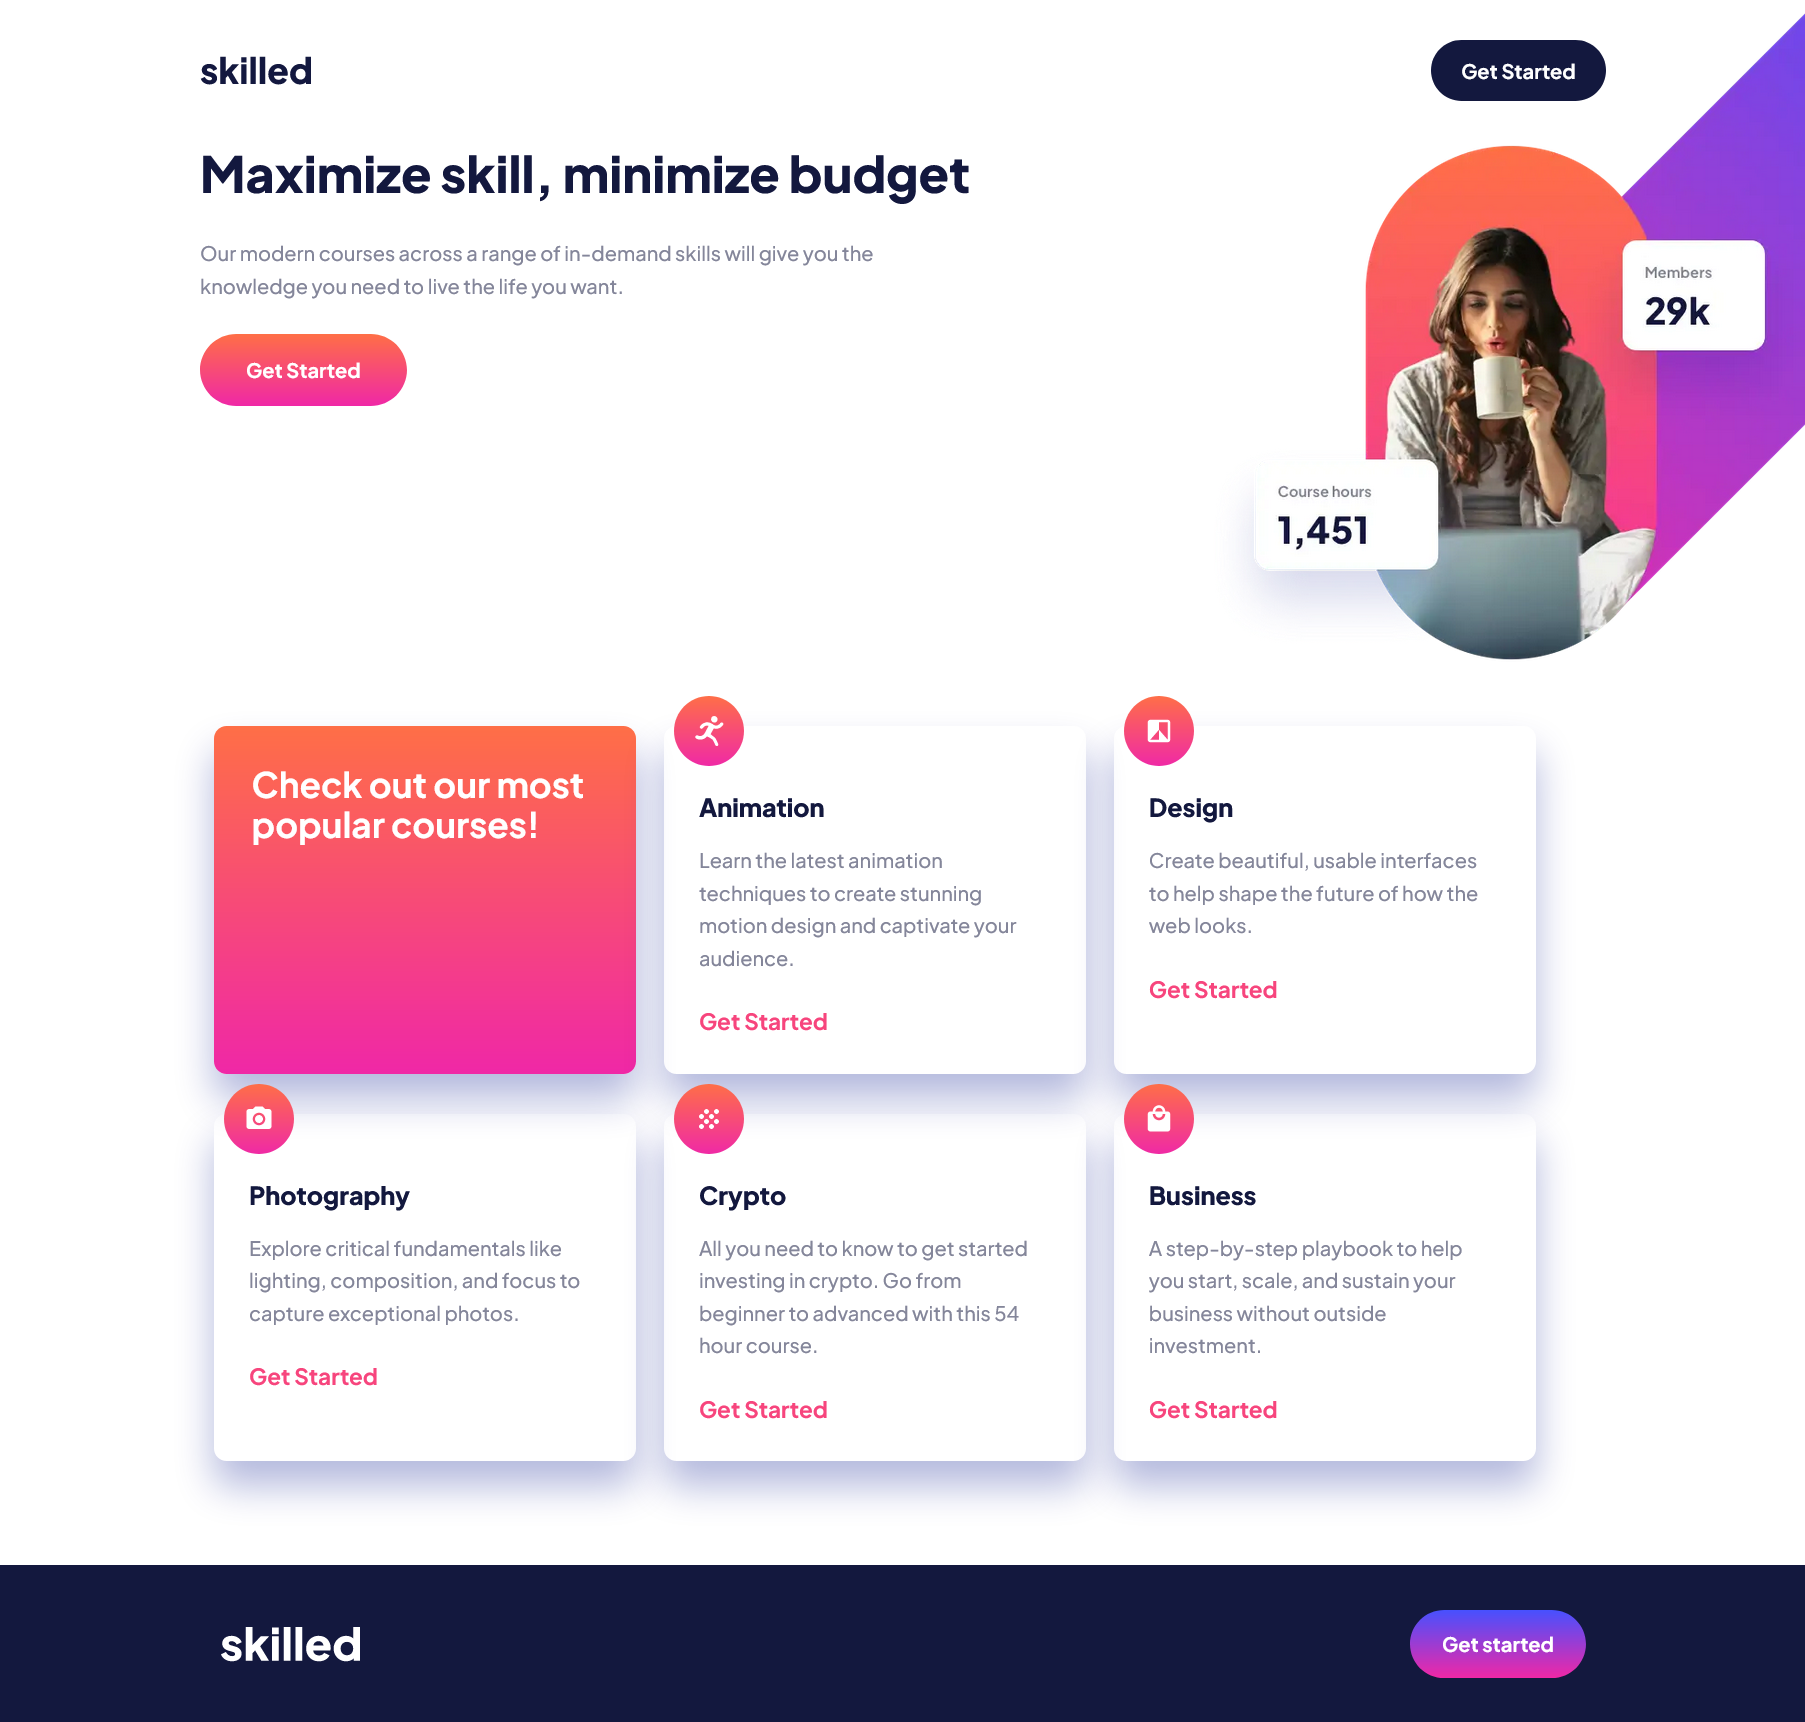 skilled
Get Started
Maximize skill, minimize budget
Our modern courses across a range of in-demand skills will give you the
knowledge you need to live the life you want.
Get Started
Members
29k
Course hours
1,451
Check out our most
popular courses!
Animation
Learn the latest animation
techniques to create stunning
motion design and captivate your
audience.
Get Started
Design
Create beautiful, usable interfaces
to help shape the future of how the
web looks.
Get Started
Photography
Explore critical fundamentals like
lighting, composition, and focus to
capture exceptional photos.
Get Started
Crypto
All you need to know to get started
investing in crypto. Go from
beginner to advanced with this 54
hour course.
Get Started
Business
A step-by-step playbook to help
you start, scale, and sustain your
business without outside
investment.
Get Started
skilled
Get started